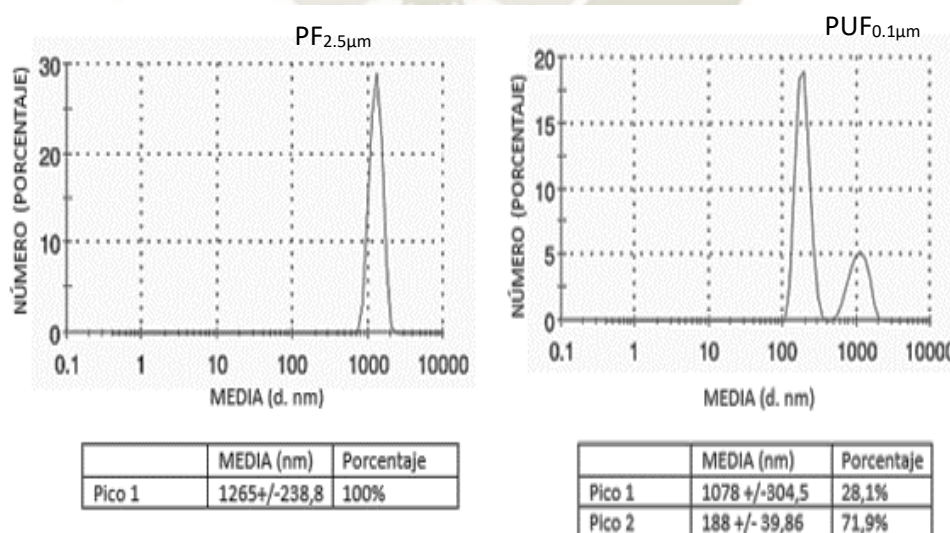 PF2.5µm
NÚMERO (PORCENTAJE)
30
20
10
0
0.1 1 10 100 1000 10000
MEDIA (d. nm)
MEDIA (nm) Porcentaje
Pico 1 1265+/-238,8 100%
PUF0.1µm
NÚMERO (PORCENTAJE)
20
15
10
5
0
0.1 1 10 100 1000 10000
MEDIA (d. nm)
MEDIA (nm) Porcentaje
Pico 1 1078 +/-304,5 28,1%
Pico 2 188 +/- 39,86 71,9%